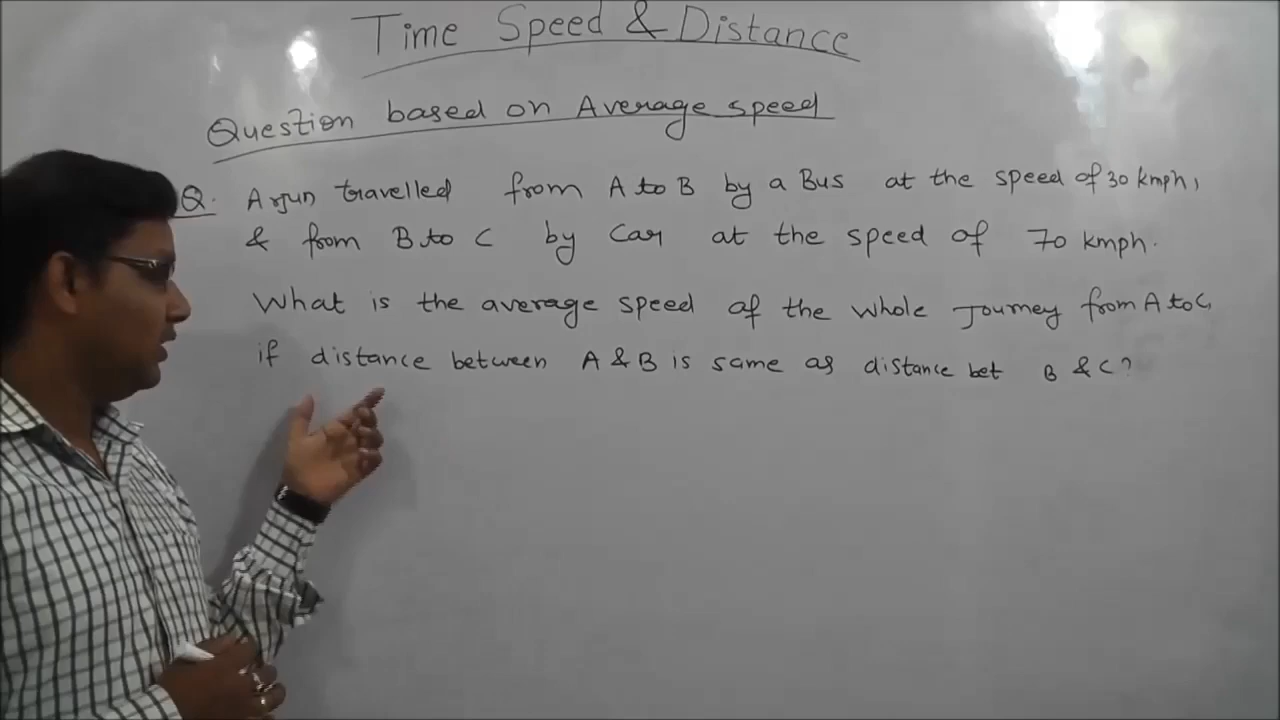 Time Speed & Distance
Question based on Average speed
Q. Arjun travelled from A to B by a Bus at the speed of 30 kmph,
& from B to C by Car at the speed of 70 kmph.
What is the average speed of the whole Journey from A to C,
if distance between A & B is same as distance bet B & C?